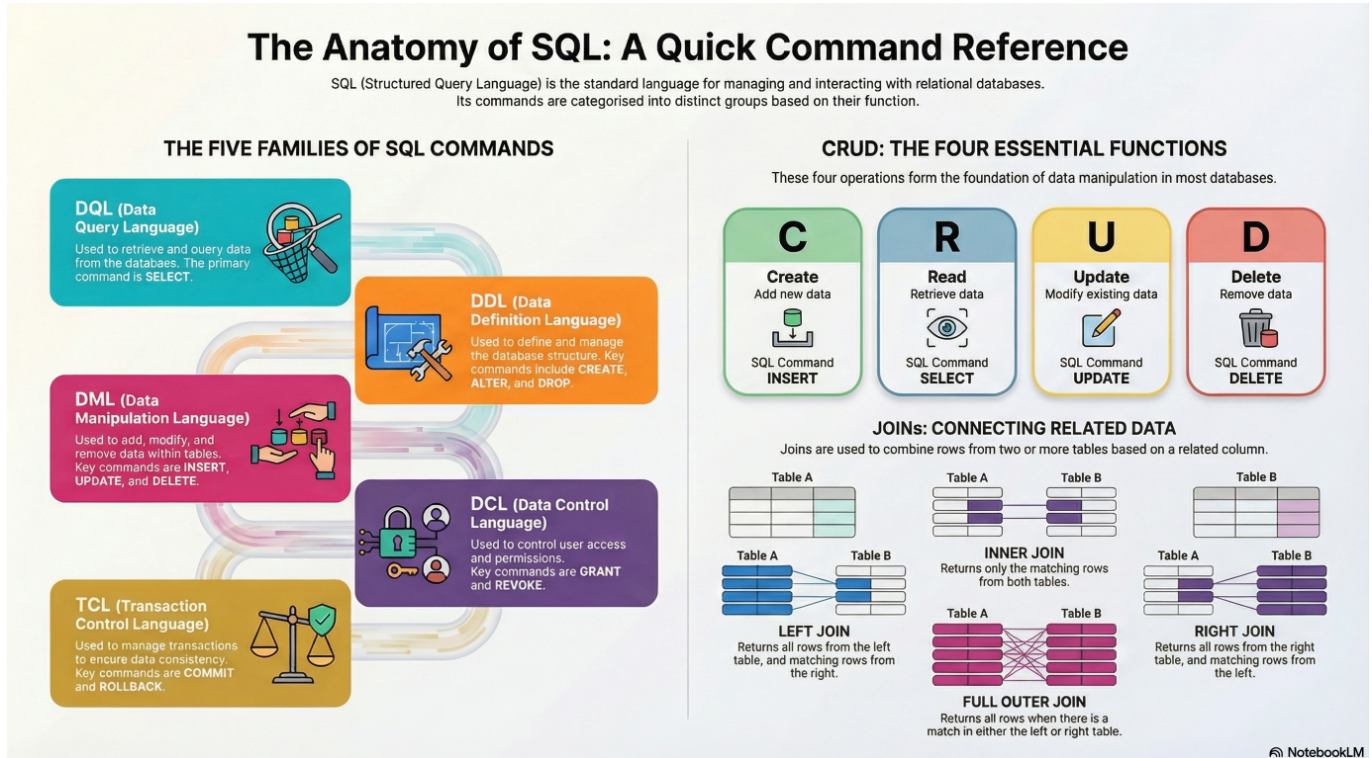 The Anatomy of SQL: A Quick Command Reference
SQL (Structured Query Language) is the standard language for managing and interacting with relational databases.
Its commands are categorised into distinct groups based on their function.
THE FIVE FAMILIES OF SQL COMMANDS
DQL (Data
Query Language)
Used to retrieve and ouery data
from the databaes. The primary
command is SELECT.
DDL (Data
Definition Language)
Used to define and manage
the database structure. Key
commands include CREATE,
ALTER, and DROP.
DML (Data
Manipulation Language)
Used to add, modify, and
remove data within tables.
Key commands are INSERT,
UPDATE, and DELETE.
DCL (Data Control
Language)
Used to control user access
and permissions.
Key commands are GRANT
and REVOKE.
TCL (Transaction
Control Language)
Used to manage transactions
to encure data consistency.
Key commands are COMMIT
and ROLLBACK.
CRUD: THE FOUR ESSENTIAL FUNCTIONS
These four operations form the foundation of data manipulation in most databases.
C
Create
Add new data
SQL Command
INSERT
R
Read
Retrieve data
SQL Command
SELECT
U
Update
Modify existing data
SQL Command
UPDATE
D
Delete
Remove data
SQL Command
DELETE
JOINs: CONNECTING RELATED DATA
Joins are used to combine rows from two or more tables based on a related column.
Table A
Table A Table B
LEFT JOIN
Returns all rows from the left
table, and matching rows from
the right.
Table A Table B
INNER JOIN
Returns only the matching rows
from both tables.
Table A Table B
FULL OUTER JOIN
Returns all rows when there is a
match in either the left or right table.
Table B
Table A Table B
RIGHT JOIN
Returns all rows from the right
table, and matching rows from
the left.
NotebookLM